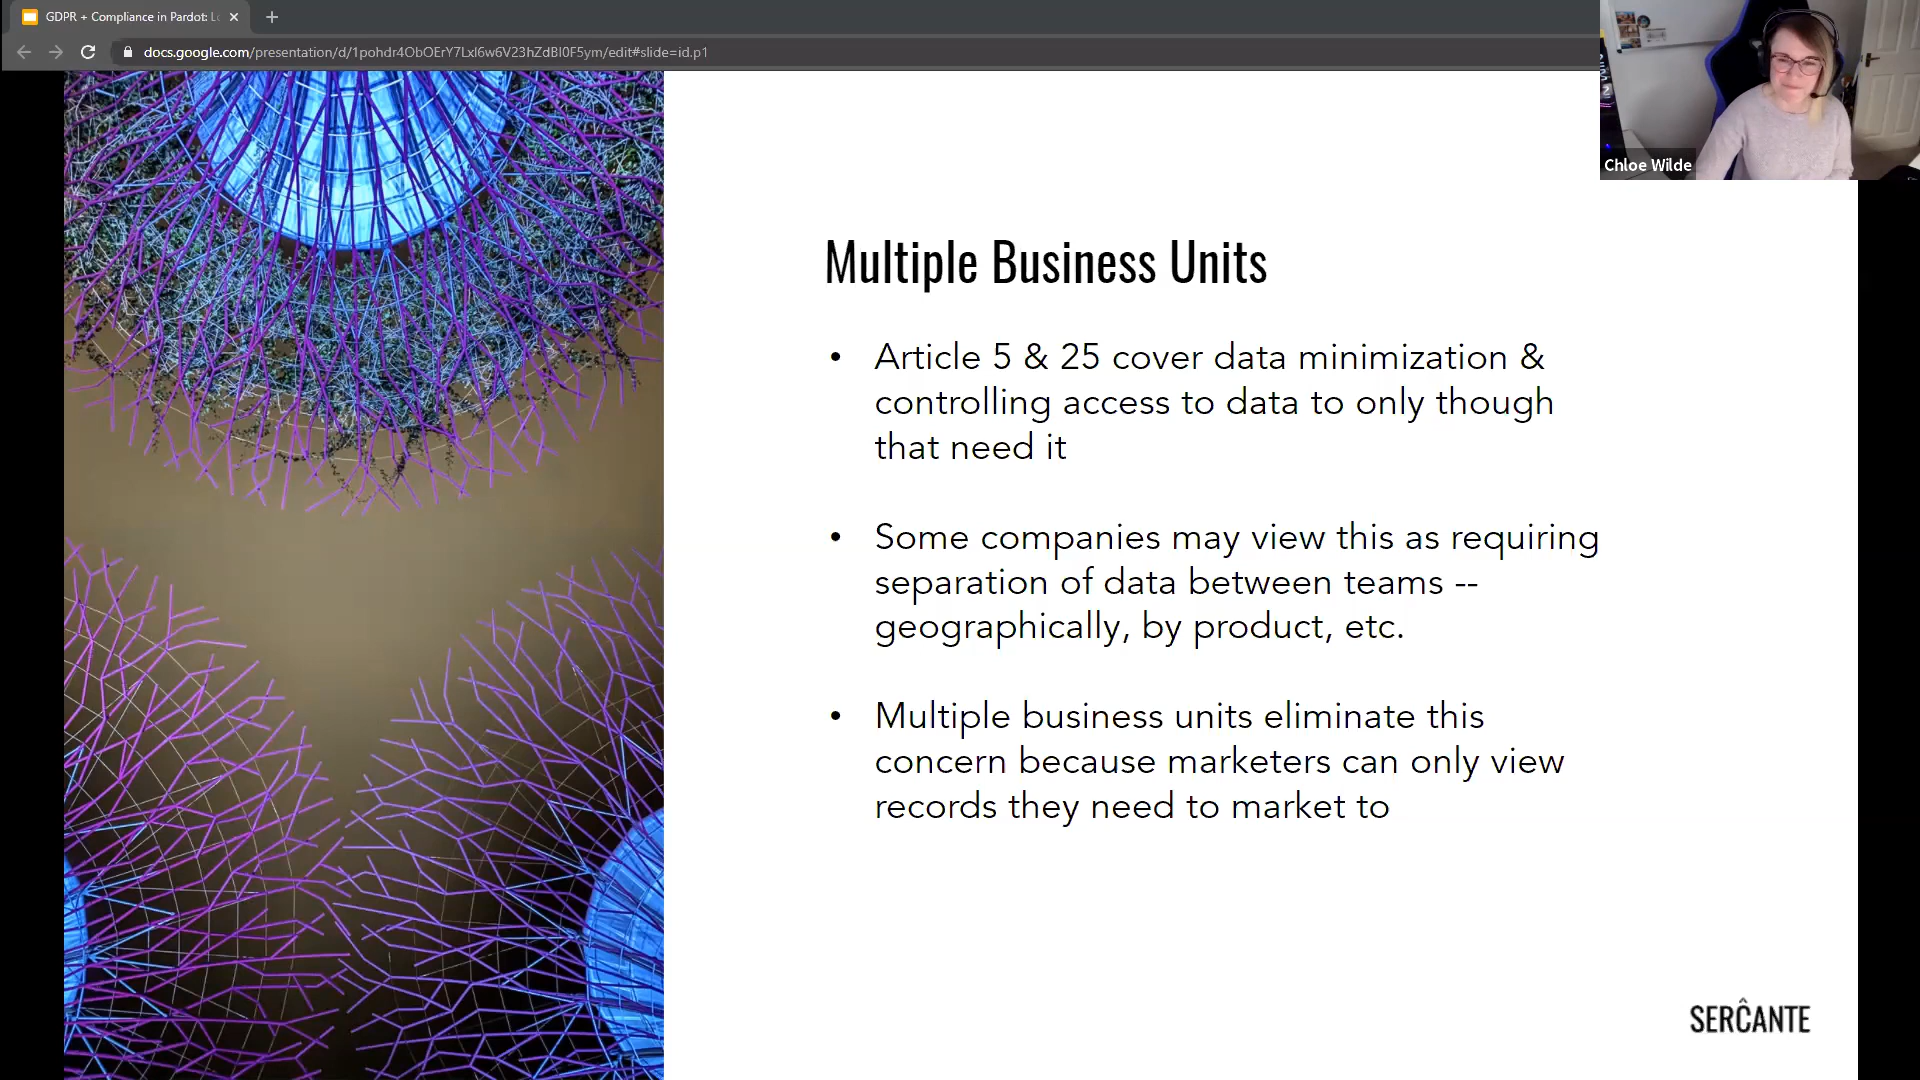 GDPR + Compliance in Pardot:
docs.google.com/presentation/d/1pohdr4ObOErY7Lxl6w6V23hZdBl0F5ym/edit#slide=id.p1
Chloe Wilde
Multiple Business Units
• Article 5 & 25 cover data minimization &
controlling access to data to only though
that need it
• Some companies may view this as requiring
separation of data between teams --
geographically, by product, etc.
• Multiple business units eliminate this
concern because marketers can only view
records they need to market to
SERĈANTE